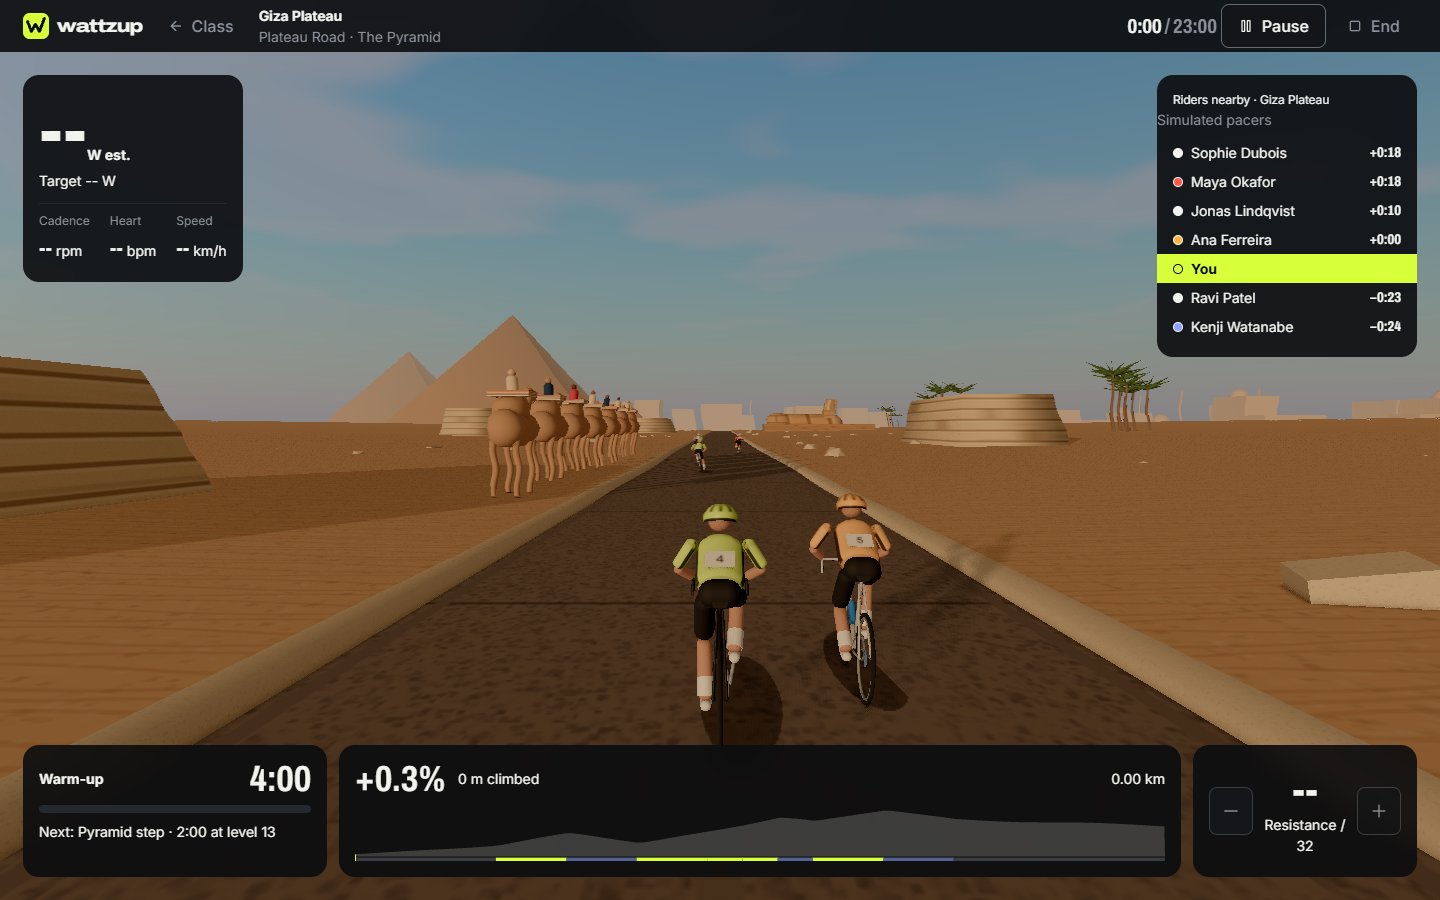 wattzup
← Class
Giza Plateau
Plateau Road · The Pyramid
0:00 / 23:00
Pause
End
--
W est.
Target -- W
Cadence Heart Speed
-- rpm -- bpm -- km/h
Riders nearby · Giza Plateau
Simulated pacers
Sophie Dubois +0:18
Maya Okafor +0:18
Jonas Lindqvist +0:10
Ana Ferreira +0:00
You
Ravi Patel −0:23
Kenji Watanabe −0:24
4
5
Warm-up 4:00
Next: Pyramid step · 2:00 at level 13
+0.3% 0 m climbed 0.00 km
− -- +
Resistance /
32